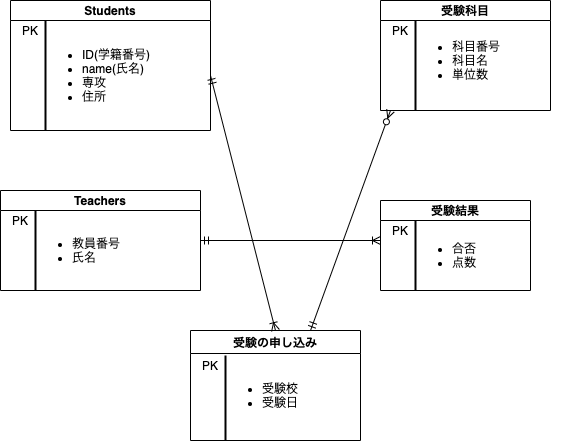 Students
PK
ID(学籍番号)
name(氏名)
専攻
住所
受験科目
PK
科目番号
科目名
単位数
Teachers
PK
教員番号
氏名
受験結果
PK
合否
点数
受験の申し込み
PK
受験校
受験日